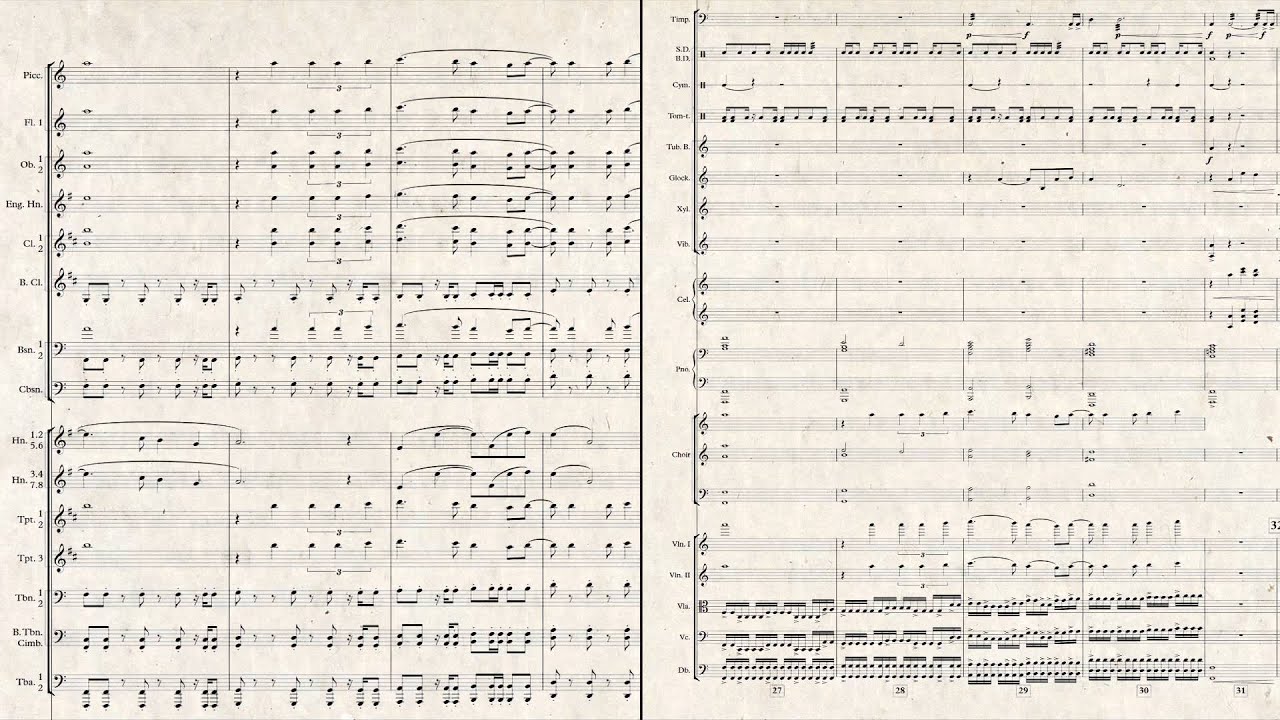 Picc.
3
Fl. 1
3
Ob. 1
2
3
Eng. Hn.
3
Cl. 1
2
3
B. Cl.
3
Bsn. 1
2
Cbsn.
Hn. 1.2
5.6
Hn. 3.4
7.8
Tpt. 1
2
3
Tpt. 3
3
Tbn. 1
2
B. Tbn.
Cimb.
Tba. 1
2
Timp.
p f p f
S.D.
B.D.
f
Cym.
Tom-t.
Tub. B.
f
Glock.
Xyl.
Vib.
Cel.
Pno.
3
Choir
3
Vln. I
3
Vln. II
3
Vla.
Vc.
Db.
27 28 29 30 31